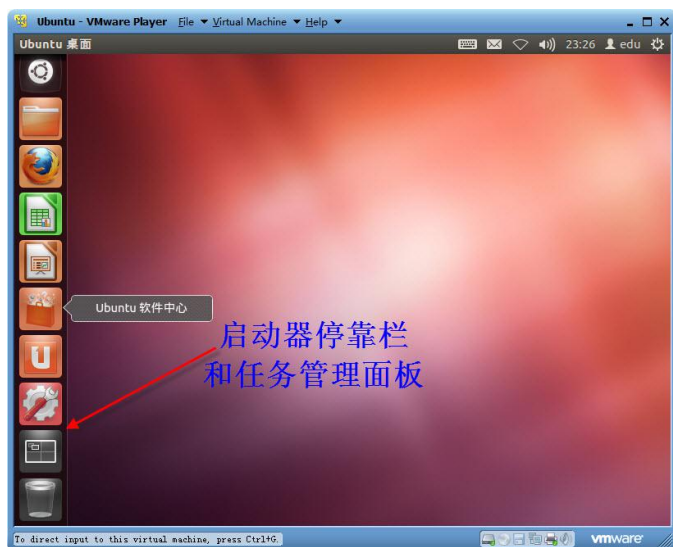 Ubuntu - VMware Player File ▼ Virtual Machine ▼ Help ▼
Ubuntu 桌面 23:26 edu
Ubuntu 软件中心
启动器停靠栏
和任务管理面板
To direct input to this virtual machine, press Ctrl+G.
vmware